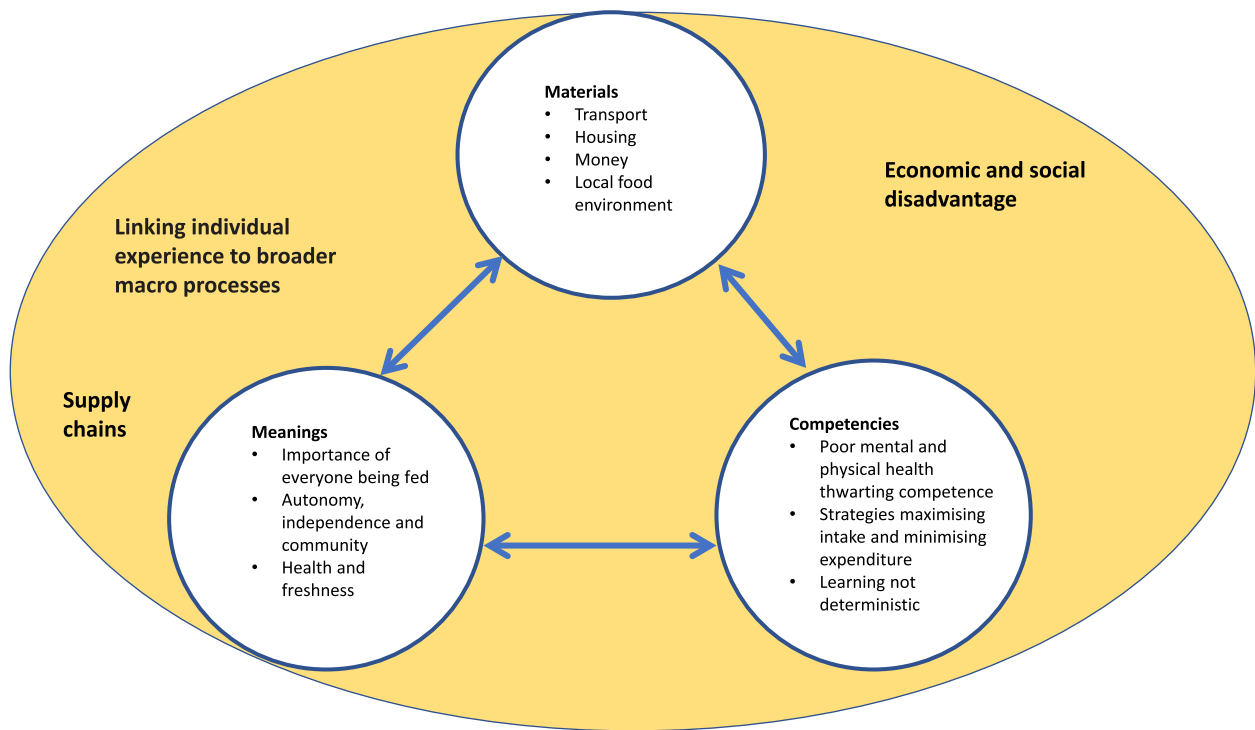 Materials
• Transport
• Housing
• Money
• Local food
environment
Economic and social
disadvantage
Linking individual
experience to broader
macro processes
Supply
chains
Meanings
• Importance of
everyone being fed
• Autonomy,
independence and
community
• Health and
freshness
Competencies
• Poor mental and
physical health
thwarting competence
• Strategies maximising
intake and minimising
expenditure
• Learning not
deterministic